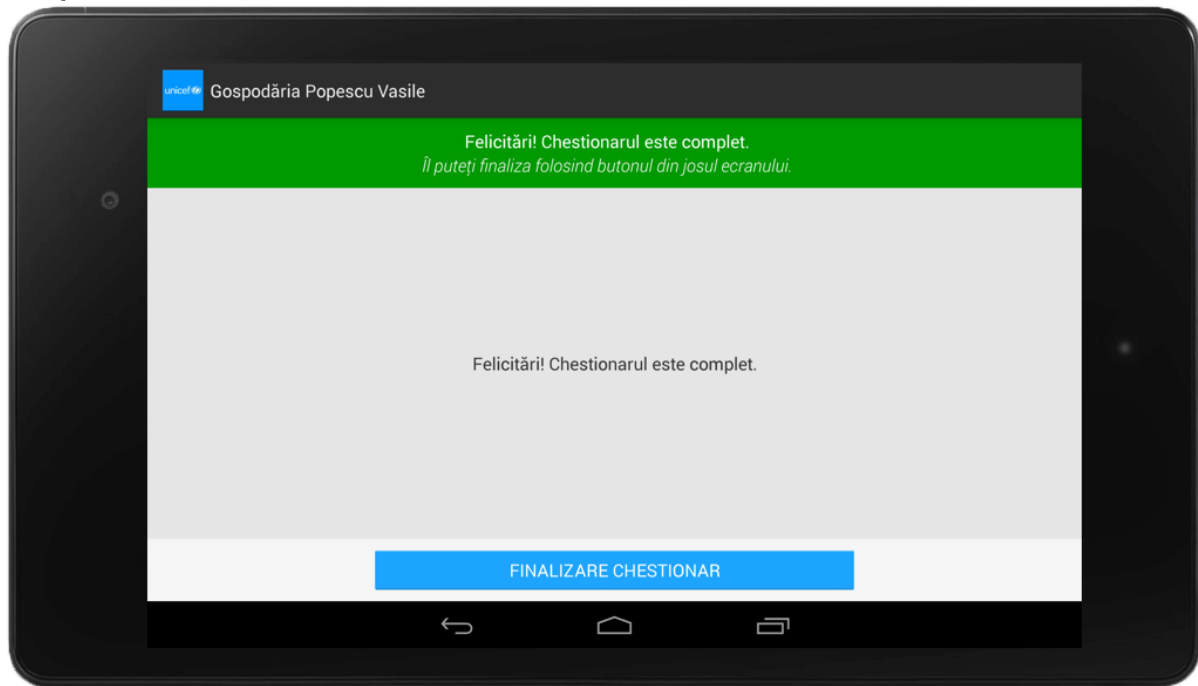 unicef
Gospodăria Popescu Vasile
Felicitări! Chestionarul este complet.
Îl puteți finaliza folosind butonul din josul ecranului.
Felicitări! Chestionarul este complet.
FINALIZARE CHESTIONAR